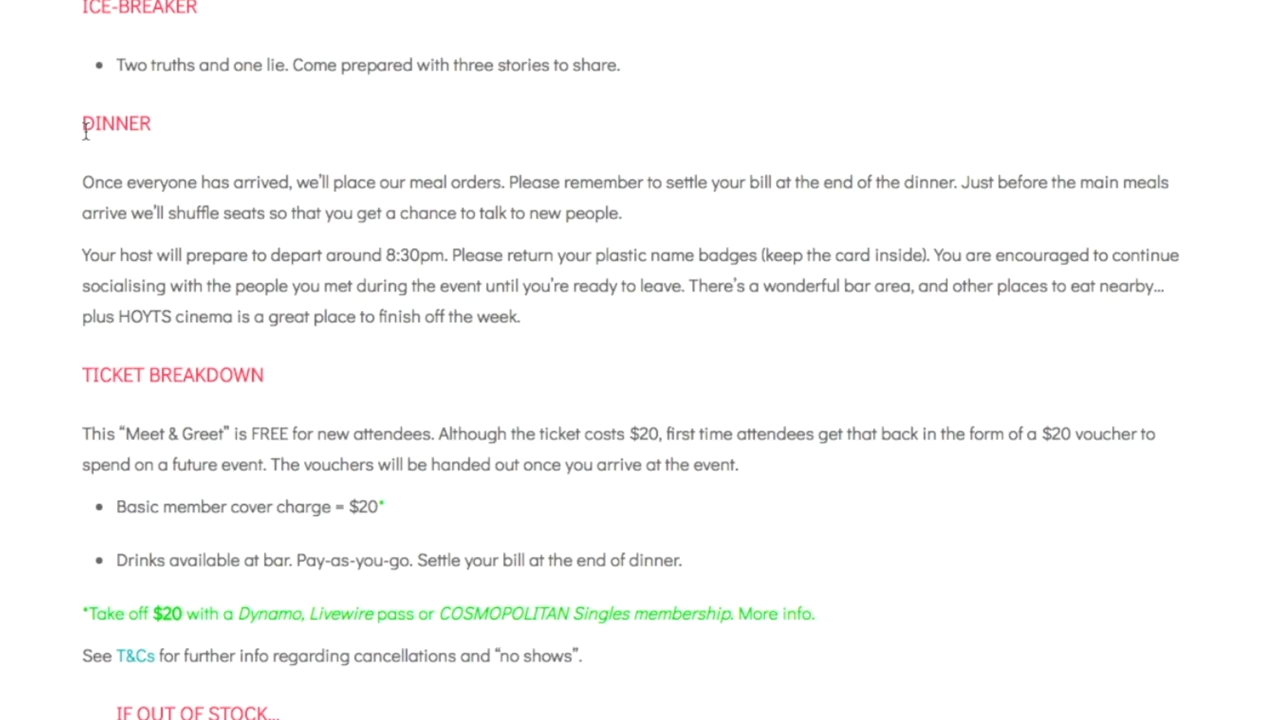 ICE-BREAKER
• Two truths and one lie. Come prepared with three stories to share.
DINNER
Once everyone has arrived, we'll place our meal orders. Please remember to settle your bill at the end of the dinner. Just before the main meals
arrive we'll shuffle seats so that you get a chance to talk to new people.
Your host will prepare to depart around 8:30pm. Please return your plastic name badges (keep the card inside). You are encouraged to continue
socialising with the people you met during the event until you're ready to leave. There's a wonderful bar area, and other places to eat nearby...
plus HOYTS cinema is a great place to finish off the week.
TICKET BREAKDOWN
This “Meet & Greet” is FREE for new attendees. Although the ticket costs $20, first time attendees get that back in the form of a $20 voucher to
spend on a future event. The vouchers will be handed out once you arrive at the event.
• Basic member cover charge = $20*
• Drinks available at bar. Pay-as-you-go. Settle your bill at the end of dinner.
*Take off $20 with a Dynamo, Livewire pass or COSMOPOLITAN Singles membership. More info.
See T&Cs for further info regarding cancellations and “no shows”.
IF OUT OF STOCK...